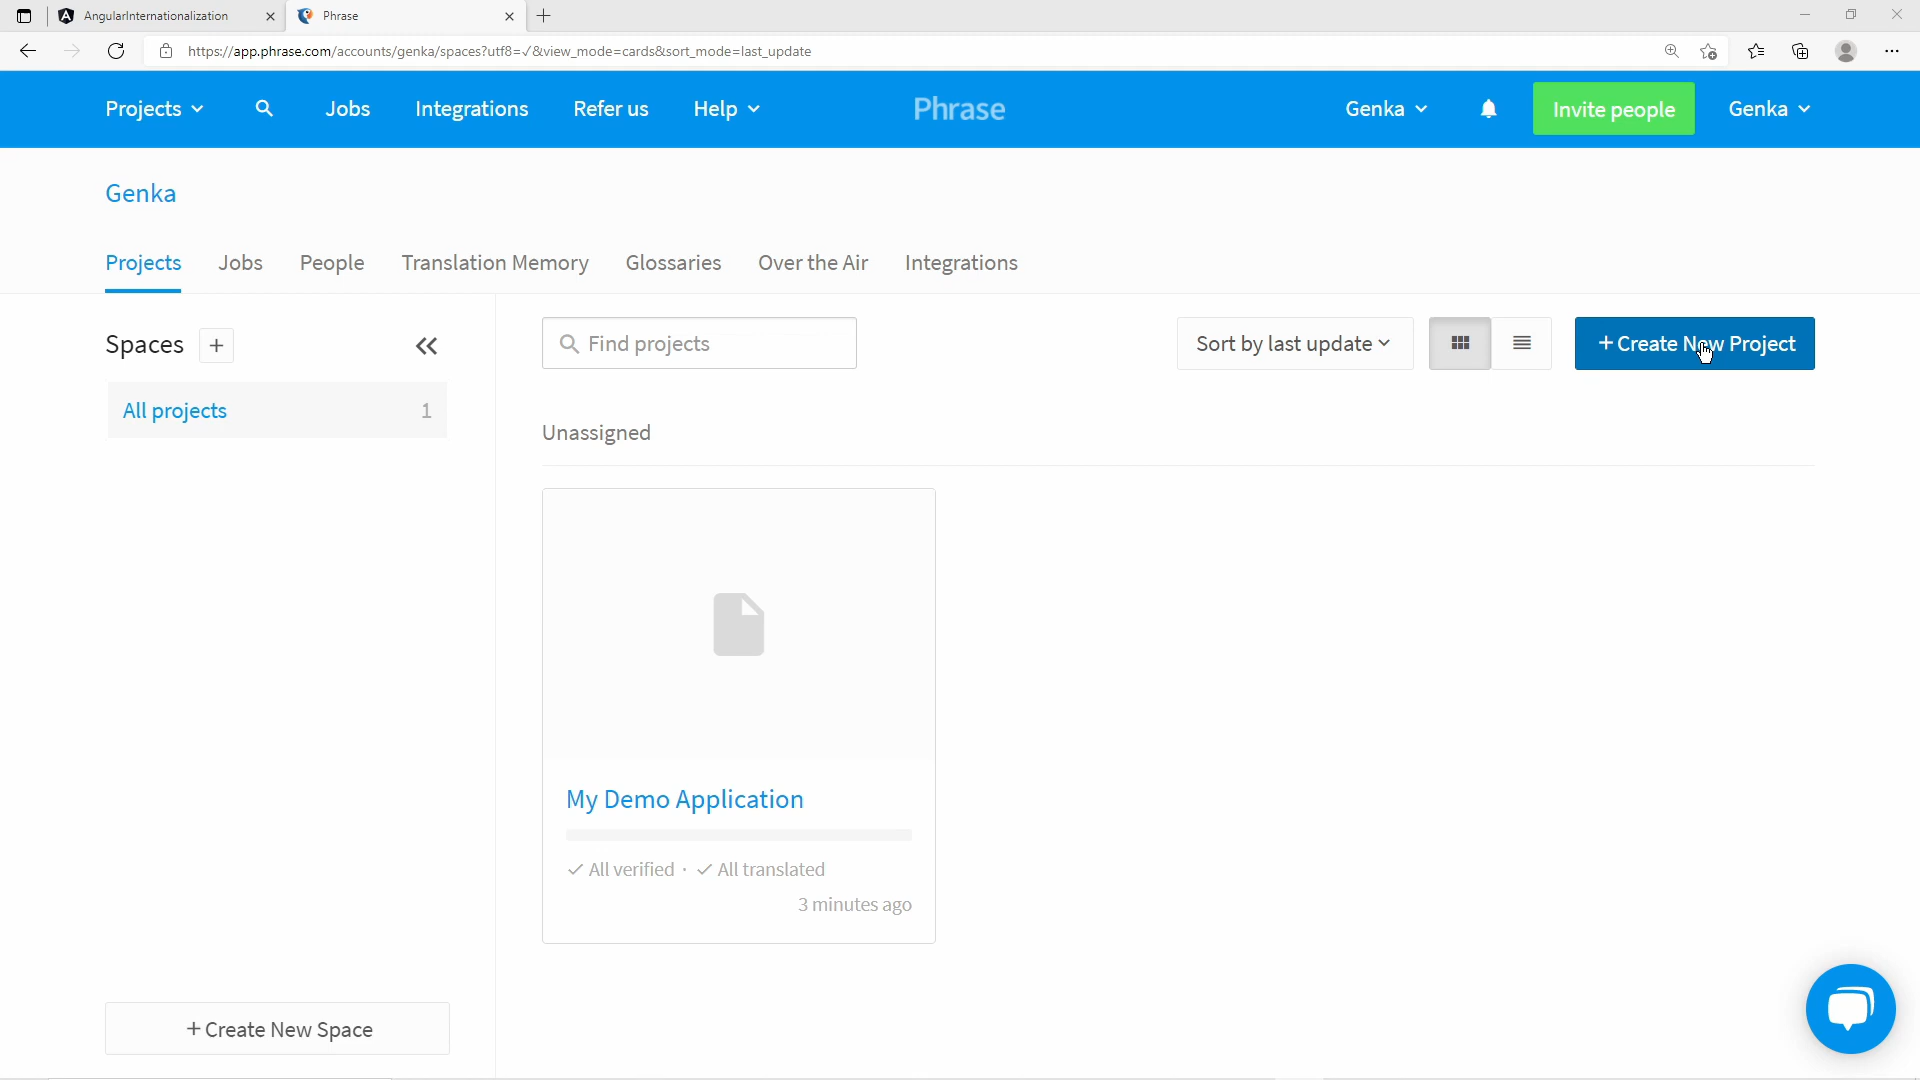 AngularInternationalization
Phrase
https://app.phrase.com/accounts/genka/spaces?utf8=✓&view_mode=cards&sort_mode=last_update
Projects
Jobs
Integrations
Refer us
Help
Phrase
Genka
Invite people
Genka
Genka
Projects
Jobs
People
Translation Memory
Glossaries
Over the Air
Integrations
Spaces +
Find projects
Sort by last update
+ Create New Project
All projects 1
Unassigned
My Demo Application
✓ All verified · ✓ All translated
3 minutes ago
+ Create New Space